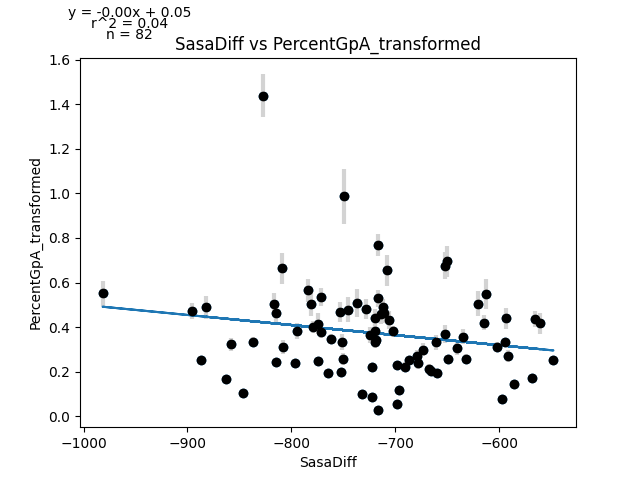 y = -0.00x + 0.05
r^2 = 0.04
n = 82
SasaDiff vs PercentGpA_transformed
PercentGpA_transformed
1.6
1.4
1.2
1.0
0.8
0.6
0.4
0.2
0.0
−1000 −900 −800 −700 −600
SasaDiff